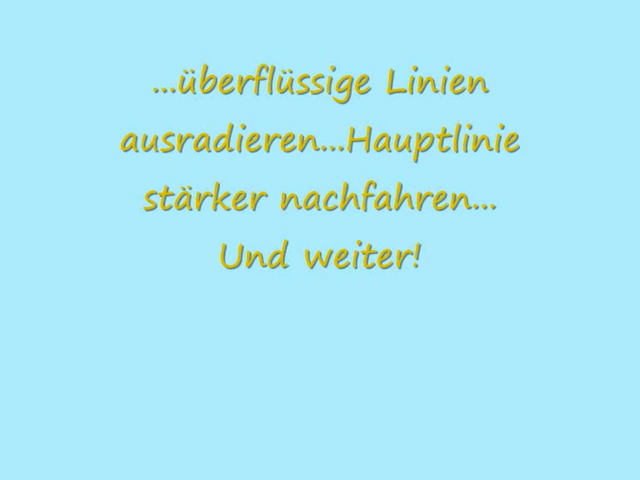 ...überflüssige Linien
ausradieren...Hauptlinie
stärker nachfahren...
Und weiter!